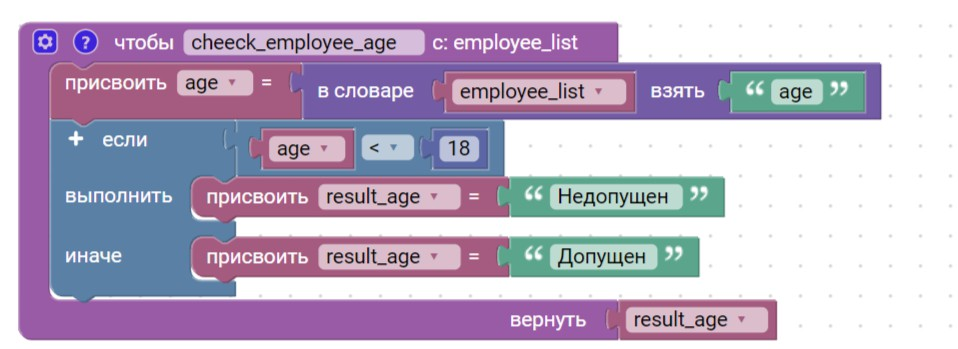 ? чтобы cheeck_employee_age с: employee_list
присвоить age = в словаре employee_list взять “ age ”
+ если age < 18
выполнить присвоить result_age = “ Недопущен ”
иначе присвоить result_age = “ Допущен ”
вернуть result_age